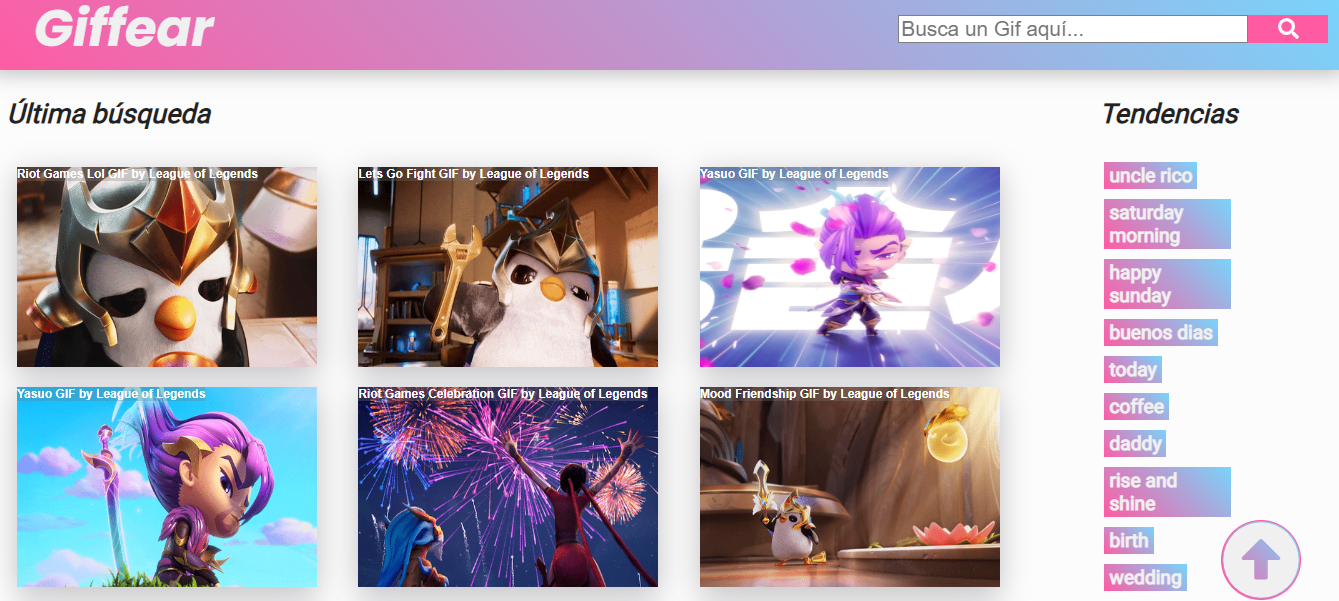 Giffear
Busca un Gif aquí...
Última búsqueda
Tendencias
Riot Games Lol GIF by League of Legends
Lets Go Fight GIF by League of Legends
Yasuo GIF by League of Legends
Yasuo GIF by League of Legends
Riot Games Celebration GIF by League of Legends
Mood Friendship GIF by League of Legends
uncle rico
saturday
morning
happy
sunday
buenos dias
today
coffee
daddy
rise and
shine
birth
wedding